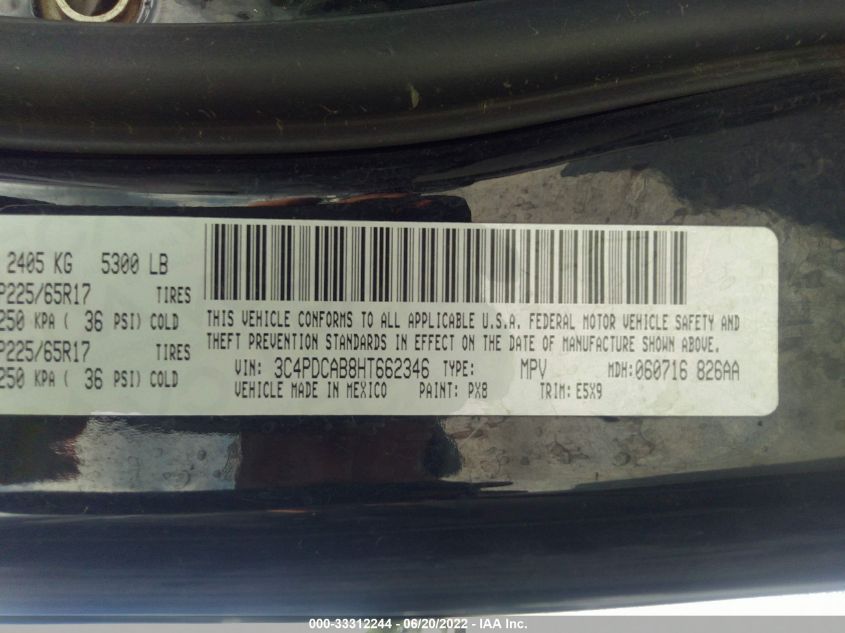 2405 KG 5300 LB
P225/65R17 TIRES
250 KPA ( 36 PSI) COLD
P225/65R17 TIRES
250 KPA ( 36 PSI) COLD
THIS VEHICLE CONFORMS TO ALL APPLICABLE U.S.A. FEDERAL MOTOR VEHICLE SAFETY AND
THEFT PREVENTION STANDARDS IN EFFECT ON THE DATE OF MANUFACTURE SHOWN ABOVE.
VIN: 3C4PDCAB8HT662346 TYPE: MPV MDH: 060716 826AA
VEHICLE MADE IN MEXICO PAINT: PX8 TRIM: E5X9
000-33312244 - 06/20/2022 - IAA Inc.